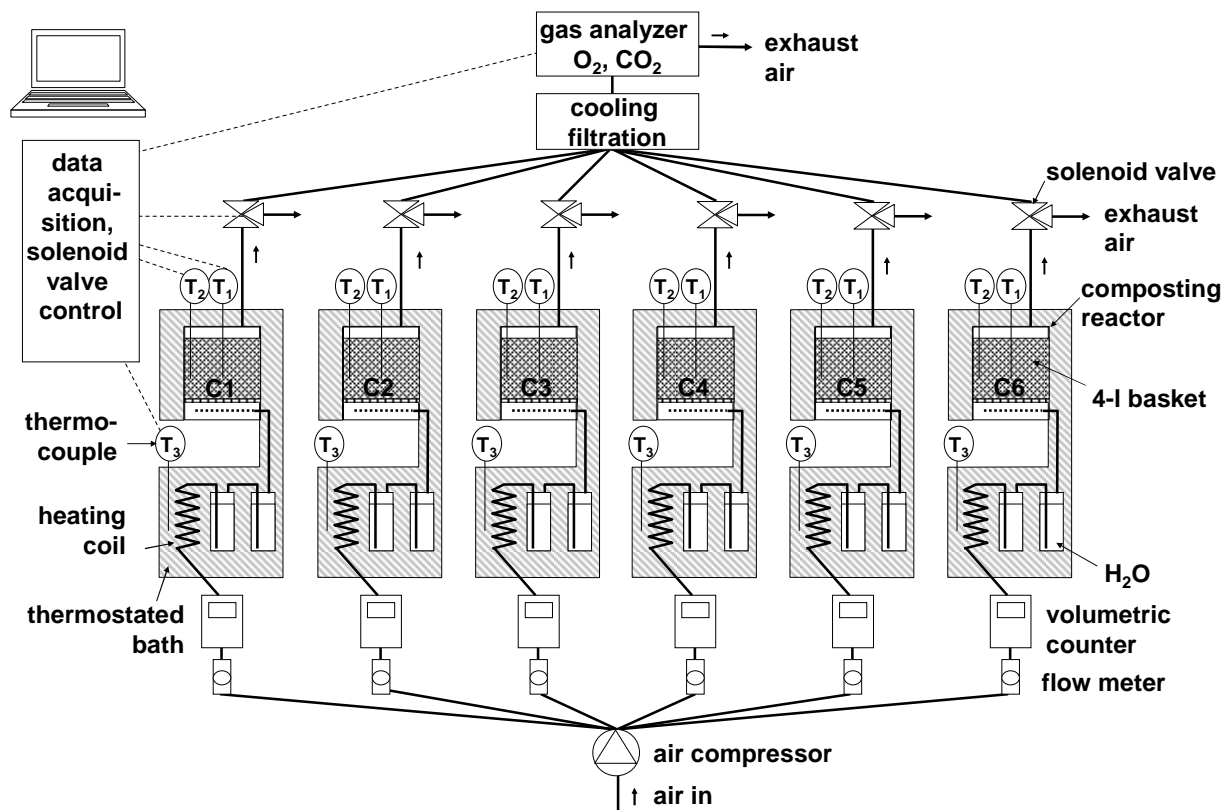 gas analyzer
O₂, CO₂
exhaust
air
cooling
filtration
data
acqui-
sition,
solenoid
valve
control
solenoid valve
exhaust
air
T₂ T₁
T₂ T₁
T₂ T₁
T₂ T₁
T₂ T₁
T₂ T₁
composting
reactor
C1
C2
C3
C4
C5
C6
4-l basket
thermo-
couple
T₃
T₃
T₃
T₃
T₃
T₃
heating
coil
H₂O
thermostated
bath
volumetric
counter
flow meter
air compressor
air in